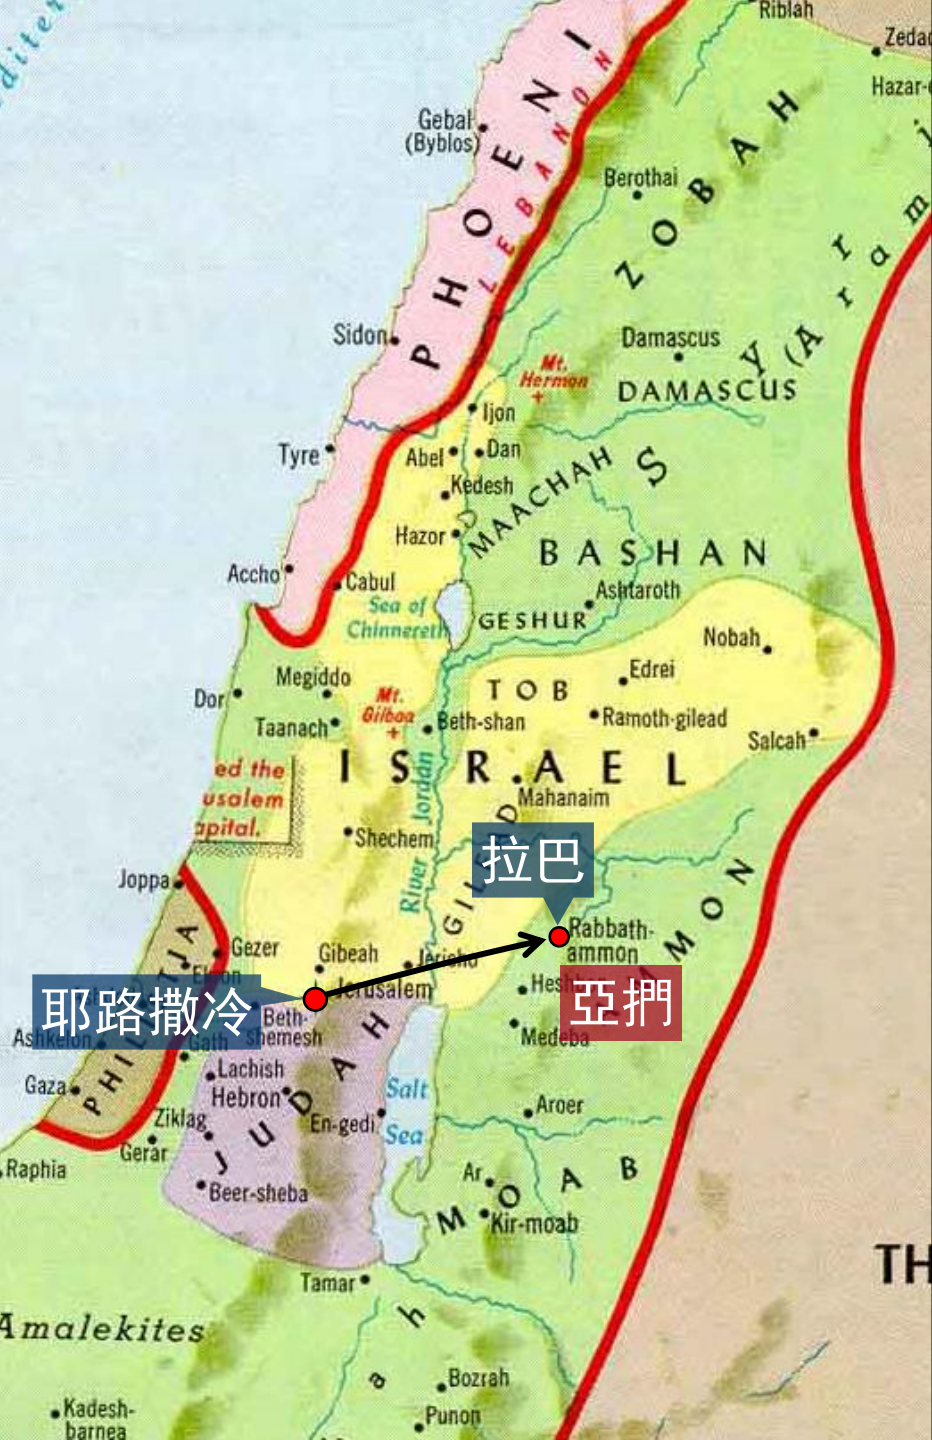 diter
Riblah
Zedad
Hazar-e
PHOENI
LEBANON
Gebal
(Byblos)
Berothai
ZOBAH
Sidon
Damascus
DAMASCUS
Mt.
Hermon
Ijon
Tyre
Abel
Dan
Kedesh
MAACHAH
S
y
r
i
(Aram
Hazor
BASHAN
Accho
Cabul
Ashtaroth
Sea of
Chinnereth
GESHUR
Nobah
Megiddo
Edrei
TOB
Dor
Mt.
Gilboa
Taanach
Beth-shan
Ramoth-gilead
Salcah
ed the
usalem
apital.
ISRAEL
River Jordan
Mahanaim
Shechem
GILEAD
拉巴
Joppa
AMMON
Rabbath-
ammon
Gezer
Gibeah
Jericho
Ekron
Jerusalem
耶路撒冷
Heshbon
亞捫
Beth-
shemesh
Medeba
Ashkelon
Gath
PHILISTIA
Lachish
Gaza
Hebron
JUDAH
Salt
Sea
En-gedi
Aroer
Ziklag
Gerar
Raphia
Beer-sheba
Ar
MOAB
Kir-moab
Tamar
TH
Amalekites
a
h
Bozrah
Punon
Kadesh-
barnea